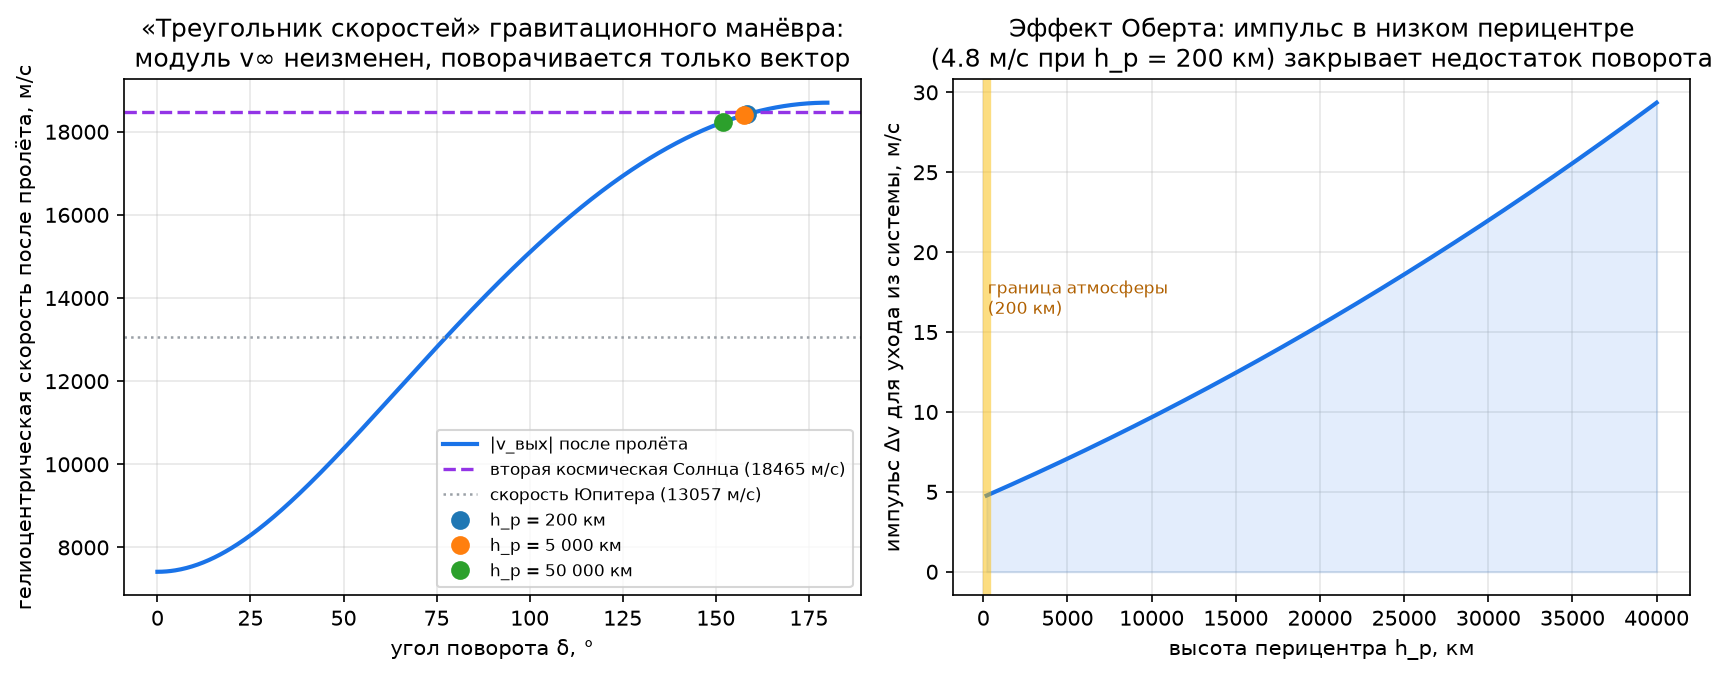 «Треугольник скоростей» гравитационного манёвра:
модуль v∞ неизменен, поворачивается только вектор
гелиоцентрическая скорость после пролёта, м/с
18000
16000
14000
12000
10000
8000
|v_вых| после пролёта
вторая космическая Солнца (18465 м/с)
скорость Юпитера (13057 м/с)
h_p = 200 км
h_p = 5 000 км
h_p = 50 000 км
0 25 50 75 100 125 150 175
угол поворота δ, °
Эффект Оберта: импульс в низком перицентре
(4.8 м/с при h_p = 200 км) закрывает недостаток поворота
импульс Δv для ухода из системы, м/с
30
25
20
15
10
5
0
граница атмосферы
(200 км)
0 5000 10000 15000 20000 25000 30000 35000 40000
высота перицентра h_p, км